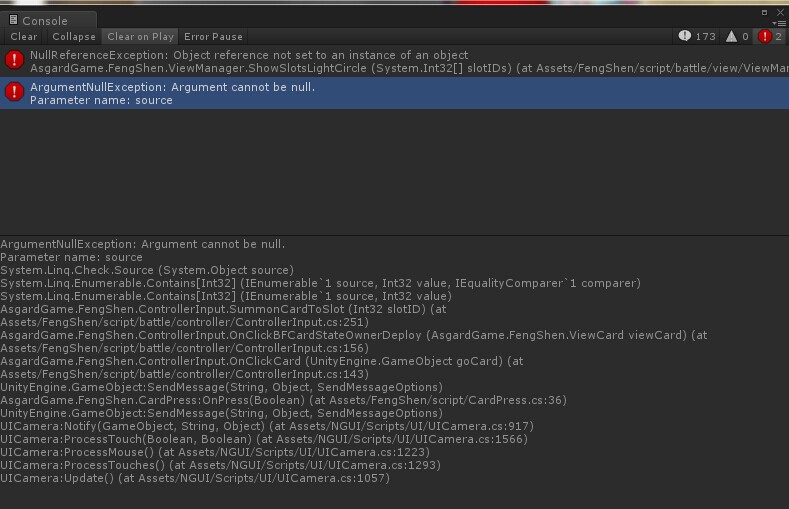 Console
Clear Collapse Clear on Play Error Pause 173 0 2
NullReferenceException: Object reference not set to an instance of an object
AsgardGame.FengShen.ViewManager.ShowSlotsLightCircle (System.Int32[] slotIDs) (at Assets/FengShen/script/battle/view/ViewMan
ArgumentNullException: Argument cannot be null.
Parameter name: source
ArgumentNullException: Argument cannot be null.
Parameter name: source
System.Linq.Check.Source (System.Object source)
System.Linq.Enumerable.Contains[Int32] (IEnumerable`1 source, Int32 value, IEqualityComparer`1 comparer)
System.Linq.Enumerable.Contains[Int32] (IEnumerable`1 source, Int32 value)
AsgardGame.FengShen.ControllerInput.SummonCardToSlot (Int32 slotID) (at
Assets/FengShen/script/battle/controller/ControllerInput.cs:251)
AsgardGame.FengShen.ControllerInput.OnClickBFCardStateOwnerDeploy (AsgardGame.FengShen.ViewCard viewCard) (at
Assets/FengShen/script/battle/controller/ControllerInput.cs:156)
AsgardGame.FengShen.ControllerInput.OnClickCard (UnityEngine.GameObject goCard) (at
Assets/FengShen/script/battle/controller/ControllerInput.cs:143)
UnityEngine.GameObject:SendMessage(String, Object, SendMessageOptions)
AsgardGame.FengShen.CardPress:OnPress(Boolean) (at Assets/FengShen/script/CardPress.cs:36)
UnityEngine.GameObject:SendMessage(String, Object, SendMessageOptions)
UICamera:Notify(GameObject, String, Object) (at Assets/NGUI/Scripts/UI/UICamera.cs:917)
UICamera:ProcessTouch(Boolean, Boolean) (at Assets/NGUI/Scripts/UI/UICamera.cs:1566)
UICamera:ProcessMouse() (at Assets/NGUI/Scripts/UI/UICamera.cs:1223)
UICamera:ProcessTouches() (at Assets/NGUI/Scripts/UI/UICamera.cs:1293)
UICamera:Update() (at Assets/NGUI/Scripts/UI/UICamera.cs:1057)